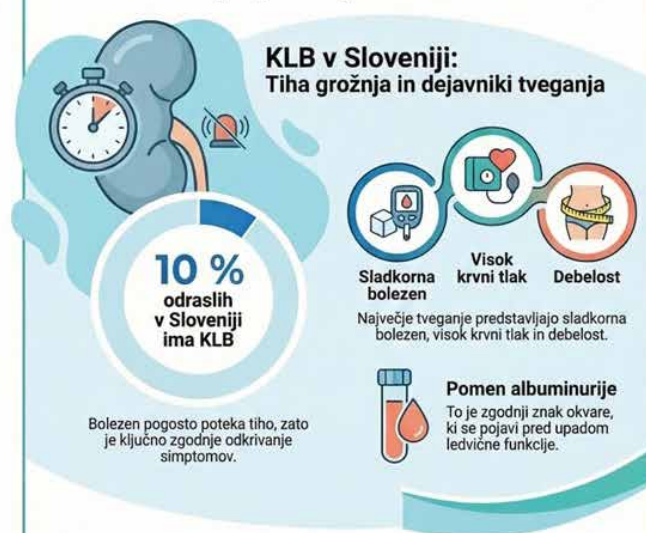 KLB v Sloveniji:
Tiha grožnja in dejavniki tveganja
10 %
odraslih
v Sloveniji
ima KLB
Bolezen pogosto poteka tiho, zato
je ključno zgodnje odkrivanje
simptomov.
Sladkorna
bolezen
Visok
krvni tlak
Debelost
Največje tveganje predstavljajo sladkorna
bolezen, visok krvni tlak in debelost.
Pomen albuminurije
To je zgodnji znak okvare,
ki se pojavi pred upadom
ledvične funkcije.